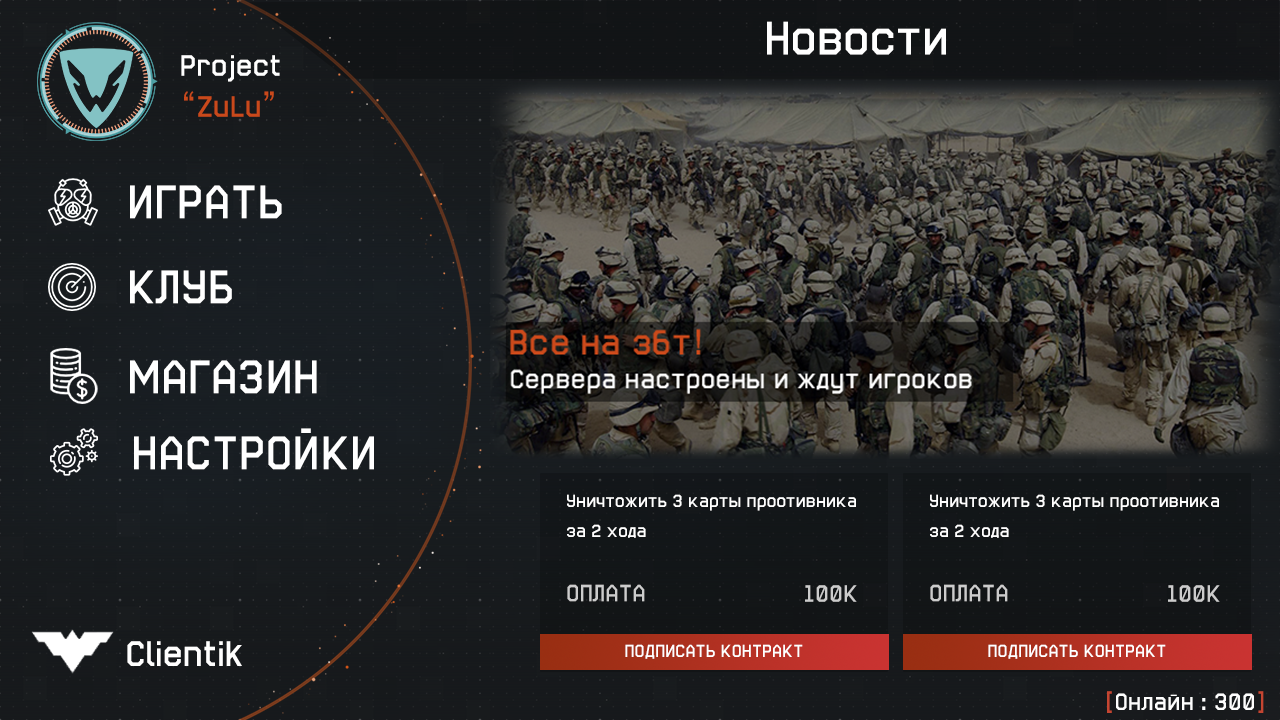 Project
“ZuLu”
ИГРАТЬ
КЛУБ
МАГАЗИН
НАСТРОЙКИ
Clientik
Новости
Все на збт!
Сервера настроены и ждут игроков
Уничтожить 3 карты проотивника
за 2 хода
ОПЛАТА 100K
ПОДПИСАТЬ КОНТРАКТ
Уничтожить 3 карты проотивника
за 2 хода
ОПЛАТА 100K
ПОДПИСАТЬ КОНТРАКТ
[Онлайн : 300]